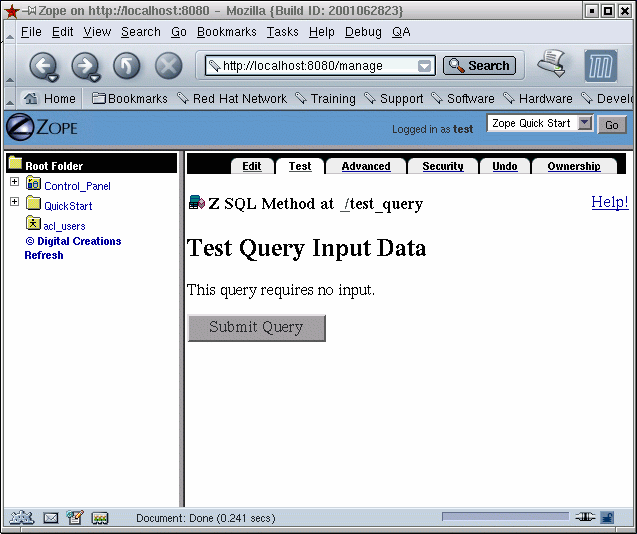 Zope on http://localhost:8080 - Mozilla {Build ID: 2001062823}
File Edit View Search Go Bookmarks Tasks Help Debug QA
http://localhost:8080/manage Search
Home Bookmarks Red Hat Network Training Support Software Hardware Develo
ZOPE Logged in as test Zope Quick Start Go
Root Folder
Control_Panel
QuickStart
acl_users
© Digital Creations
Refresh
Edit Test Advanced Security Undo Ownership
Z SQL Method at /test_query Help!
Test Query Input Data
This query requires no input.
Submit Query
Document: Done (0.241 secs)